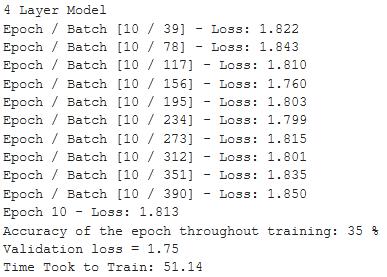 4 Layer Model
Epoch / Batch [10 / 39] - Loss: 1.822
Epoch / Batch [10 / 78] - Loss: 1.843
Epoch / Batch [10 / 117] - Loss: 1.810
Epoch / Batch [10 / 156] - Loss: 1.760
Epoch / Batch [10 / 195] - Loss: 1.803
Epoch / Batch [10 / 234] - Loss: 1.799
Epoch / Batch [10 / 273] - Loss: 1.815
Epoch / Batch [10 / 312] - Loss: 1.801
Epoch / Batch [10 / 351] - Loss: 1.835
Epoch / Batch [10 / 390] - Loss: 1.850
Epoch 10 - Loss: 1.813
Accuracy of the epoch throughout training: 35 %
Validation loss = 1.75
Time Took to Train: 51.14